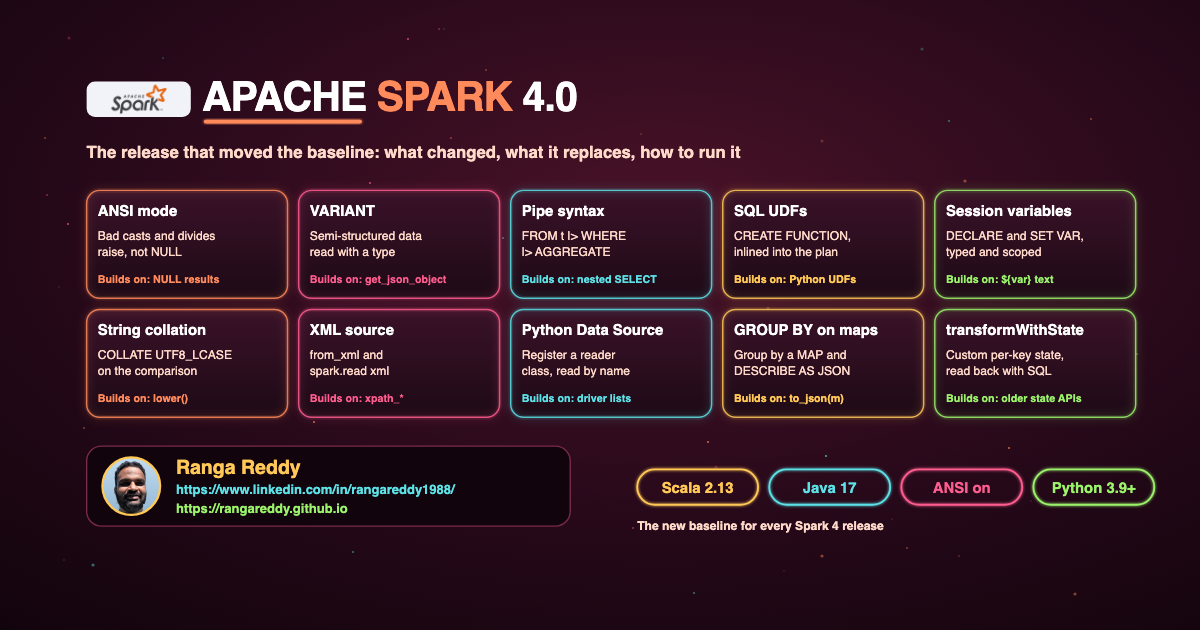 APACHE
Spark
APACHE SPARK 4.0
The release that moved the baseline: what changed, what it replaces, how to run it
ANSI mode
Bad casts and divides
raise, not NULL
Builds on: NULL results
VARIANT
Semi-structured data
read with a type
Builds on: get_json_object
Pipe syntax
FROM t |> WHERE
|> AGGREGATE
Builds on: nested SELECT
SQL UDFs
CREATE FUNCTION,
inlined into the plan
Builds on: Python UDFs
Session variables
DECLARE and SET VAR,
typed and scoped
Builds on: ${var} text
String collation
COLLATE UTF8_LCASE
on the comparison
Builds on: lower()
XML source
from_xml and
spark.read xml
Builds on: xpath_*
Python Data Source
Register a reader
class, read by name
Builds on: driver lists
GROUP BY on maps
Group by a MAP and
DESCRIBE AS JSON
Builds on: to_json(m)
transformWithState
Custom per-key state,
read back with SQL
Builds on: older state APIs
Ranga Reddy
https://www.linkedin.com/in/rangareddy1988/
https://rangareddy.github.io
Scala 2.13
Java 17
ANSI on
Python 3.9+
The new baseline for every Spark 4 release